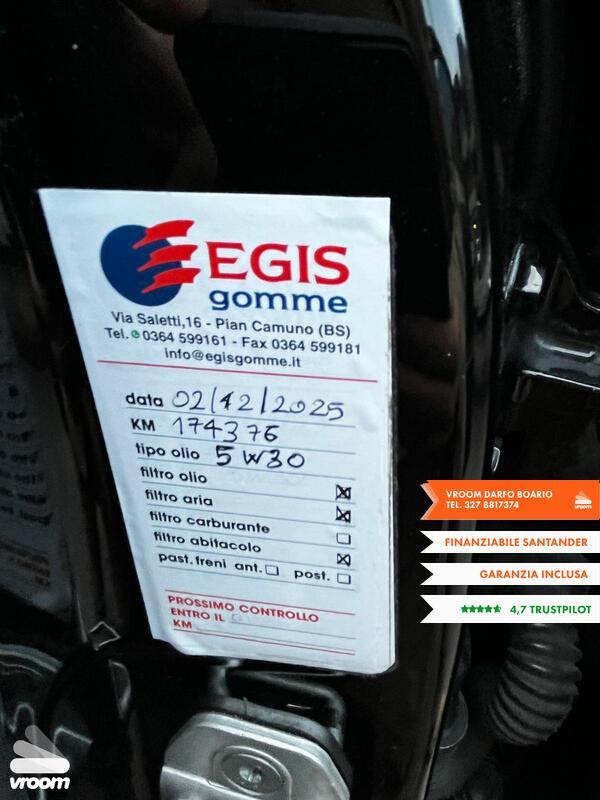 EGIS
gomme
Via Saletti,16 - Pian Camuno (BS)
Tel. 0364 599161 - Fax 0364 599181
info@egisgomme.it
data 02/12/2025
KM 174376
tipo olio 5W30
filtro olio
filtro aria
filtro carburante
filtro abitacolo
past.freni ant. post.
PROSSIMO CONTROLLO
ENTRO IL
KM
VROOM DARFO BOARIO
TEL. 327 8817374
vroom
FINANZIABILE SANTANDER
GARANZIA INCLUSA
4,7 TRUSTPILOT
vroom